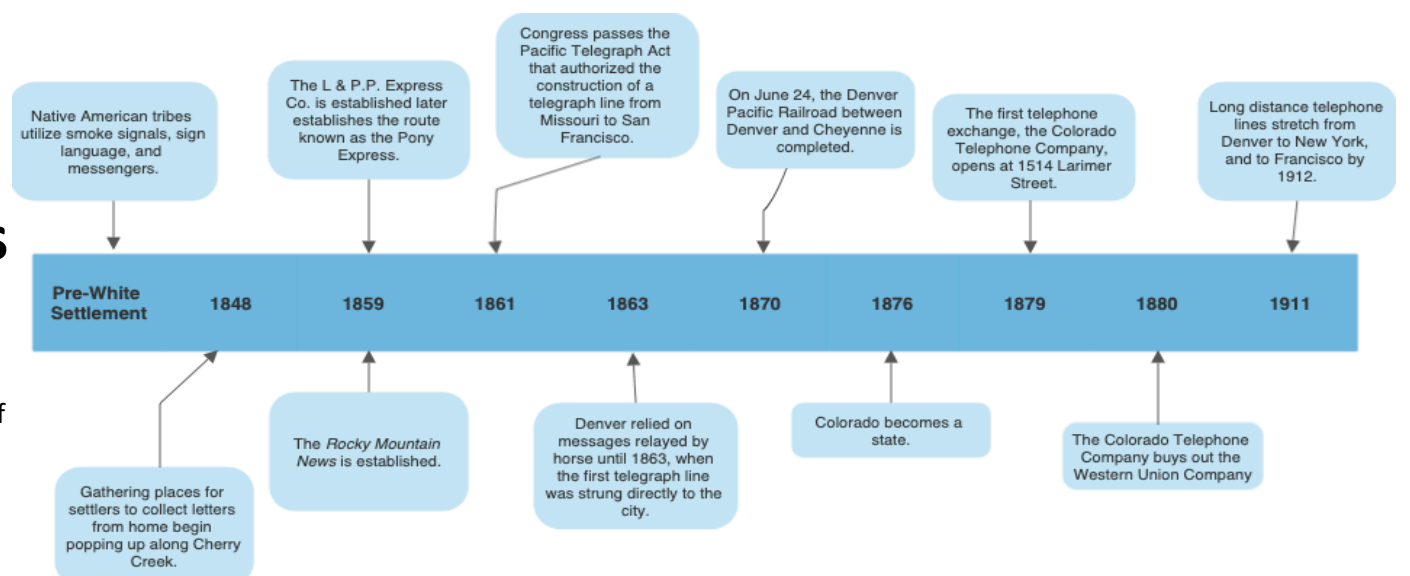 Native American tribes
utilize smoke signals, sign
language, and
messengers.
The L & P.P. Express
Co. is established later
establishes the route
known as the Pony
Express.
Congress passes the
Pacific Telegraph Act
that authorized the
construction of a
telegraph line from
Missouri to San
Francisco.
On June 24, the Denver
Pacific Railroad between
Denver and Cheyenne is
completed.
The first telephone
exchange, the Colorado
Telephone Company,
opens at 1514 Larimer
Street.
Long distance telephone
lines stretch from
Denver to New York,
and to Francisco by
1912.
s
Pre-White
Settlement
1848
1859
1861
1863
1870
1876
1879
1880
1911
f
Gathering places for
settlers to collect letters
from home begin
popping up along Cherry
Creek.
The Rocky Mountain
News is established.
Denver relied on
messages relayed by
horse until 1863, when
the first telegraph line
was strung directly to the
city.
Colorado becomes a
state.
The Colorado Telephone
Company buys out the
Western Union Company